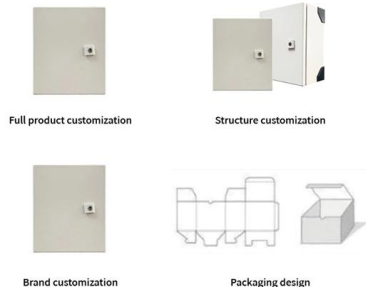 Full product customization
Structure customization
Brand customization
Packaging design